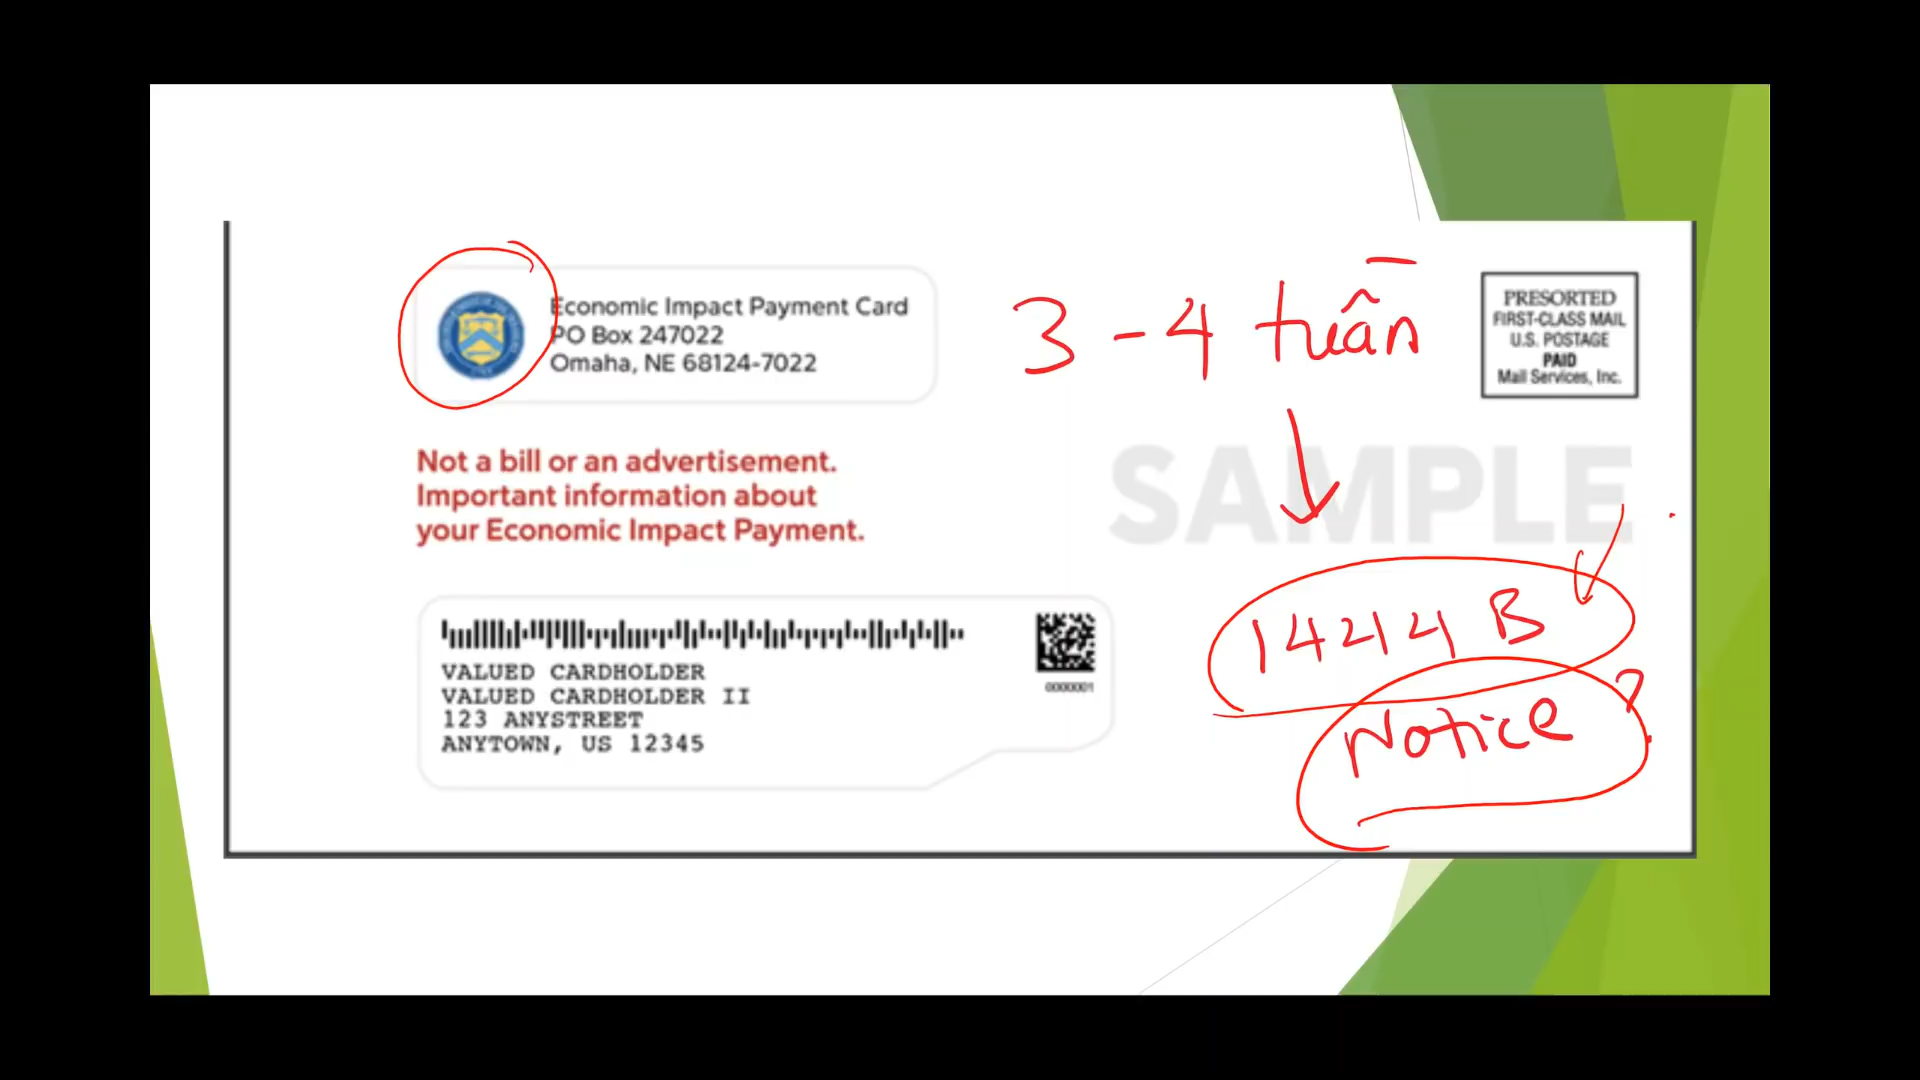 Economic Impact Payment Card
PO Box 247022
Omaha, NE 68124-7022
3 - 4 tuần
PRESORTED
FIRST-CLASS MAIL
U.S. POSTAGE
PAID
Mail Services, Inc.
Not a bill or an advertisement.
Important information about
your Economic Impact Payment.
SAMPLE
1444 B
Notice ?
VALUED CARDHOLDER
VALUED CARDHOLDER II
123 ANYSTREET
ANYTOWN, US 12345
0000001